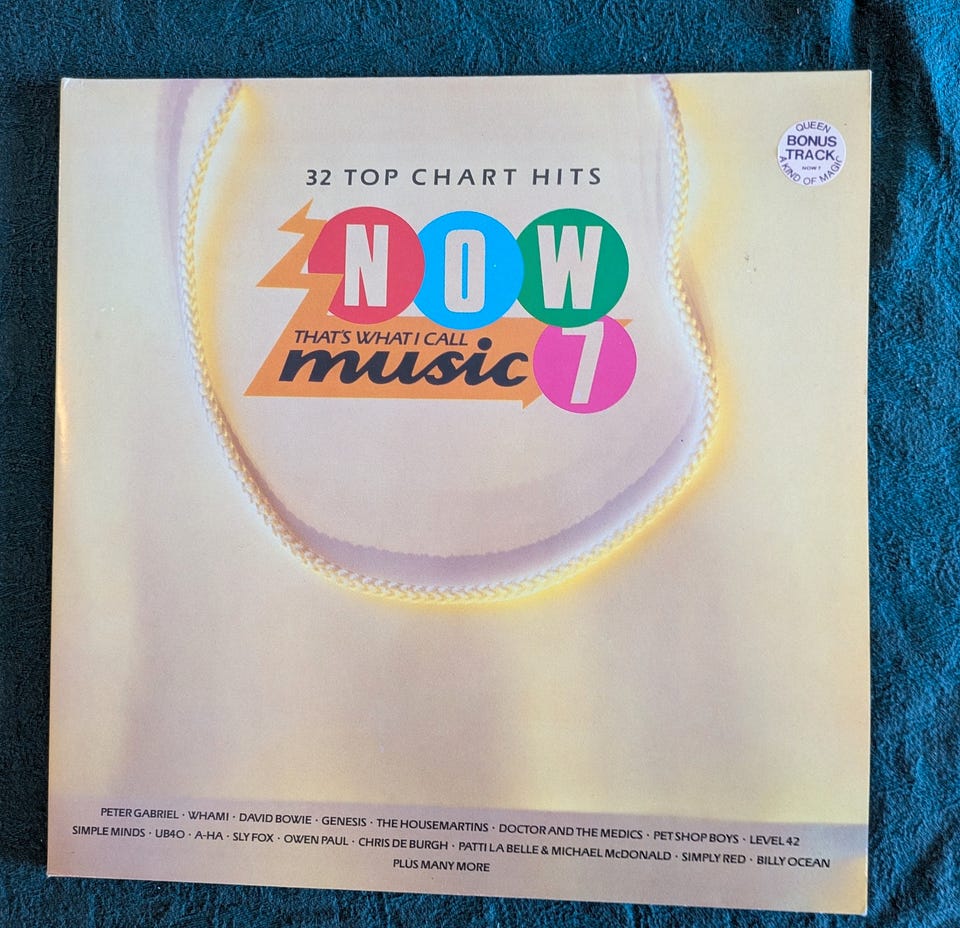 32 TOP CHART HITS
QUEEN
BONUS
TRACK
NOW 7
A KIND OF MAGIC
NOW
THAT'S WHAT I CALL
music 7
PETER GABRIEL · WHAM! · DAVID BOWIE · GENESIS · THE HOUSEMARTINS · DOCTOR AND THE MEDICS · PET SHOP BOYS · LEVEL 42
SIMPLE MINDS · UB40 · A-HA · SLY FOX · OWEN PAUL · CHRIS DE BURGH · PATTI LA BELLE & MICHAEL McDONALD · SIMPLY RED · BILLY OCEAN
PLUS MANY MORE